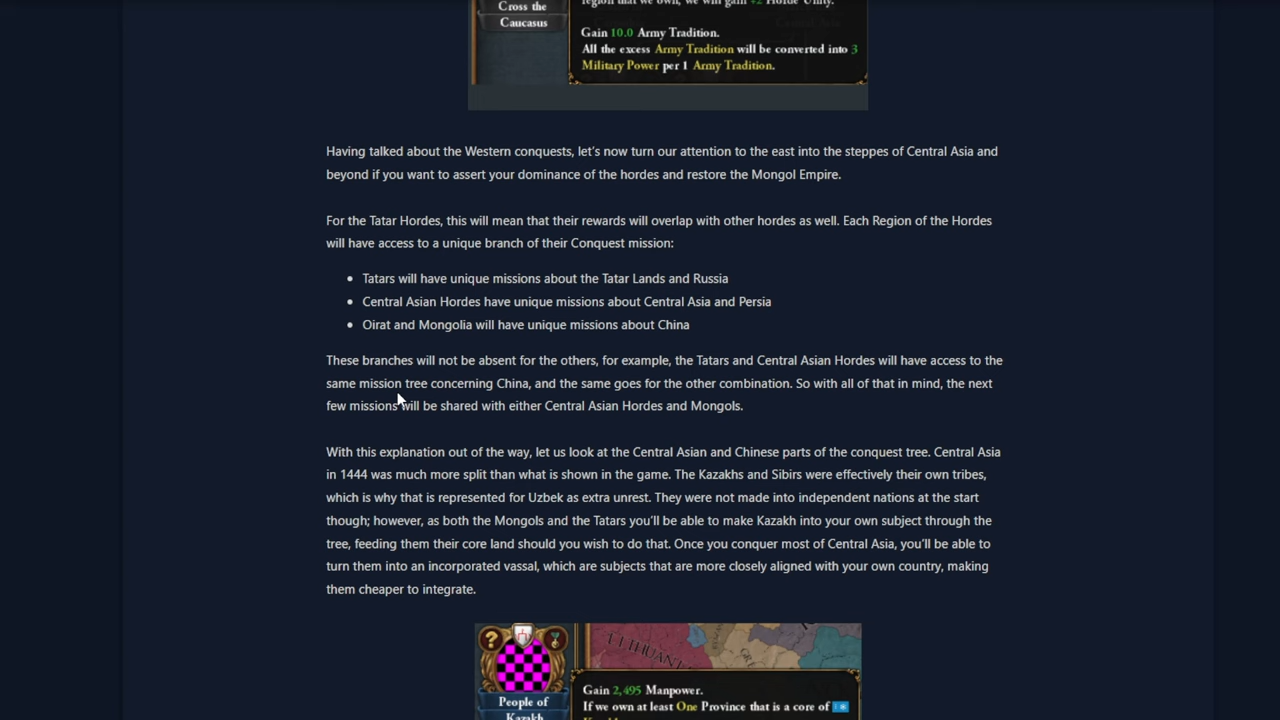 Cross the
Caucasus
region that we own, we will gain +2 Horde Unity.
Gain 10.0 Army Tradition.
All the excess Army Tradition will be converted into 3
Military Power per 1 Army Tradition.
Having talked about the Western conquests, let's now turn our attention to the east into the steppes of Central Asia and
beyond if you want to assert your dominance of the hordes and restore the Mongol Empire.
For the Tatar Hordes, this will mean that their rewards will overlap with other hordes as well. Each Region of the Hordes
will have access to a unique branch of their Conquest mission:
• Tatars will have unique missions about the Tatar Lands and Russia
• Central Asian Hordes have unique missions about Central Asia and Persia
• Oirat and Mongolia will have unique missions about China
These branches will not be absent for the others, for example, the Tatars and Central Asian Hordes will have access to the
same mission tree concerning China, and the same goes for the other combination. So with all of that in mind, the next
few missions will be shared with either Central Asian Hordes and Mongols.
With this explanation out of the way, let us look at the Central Asian and Chinese parts of the conquest tree. Central Asia
in 1444 was much more split than what is shown in the game. The Kazakhs and Sibirs were effectively their own tribes,
which is why that is represented for Uzbek as extra unrest. They were not made into independent nations at the start
though; however, as both the Mongols and the Tatars you'll be able to make Kazakh into your own subject through the
tree, feeding them their core land should you wish to do that. Once you conquer most of Central Asia, you'll be able to
turn them into an incorporated vassal, which are subjects that are more closely aligned with your own country, making
them cheaper to integrate.
People of
Kazakh
Gain 2,495 Manpower.
If we own at least One Province that is a core of